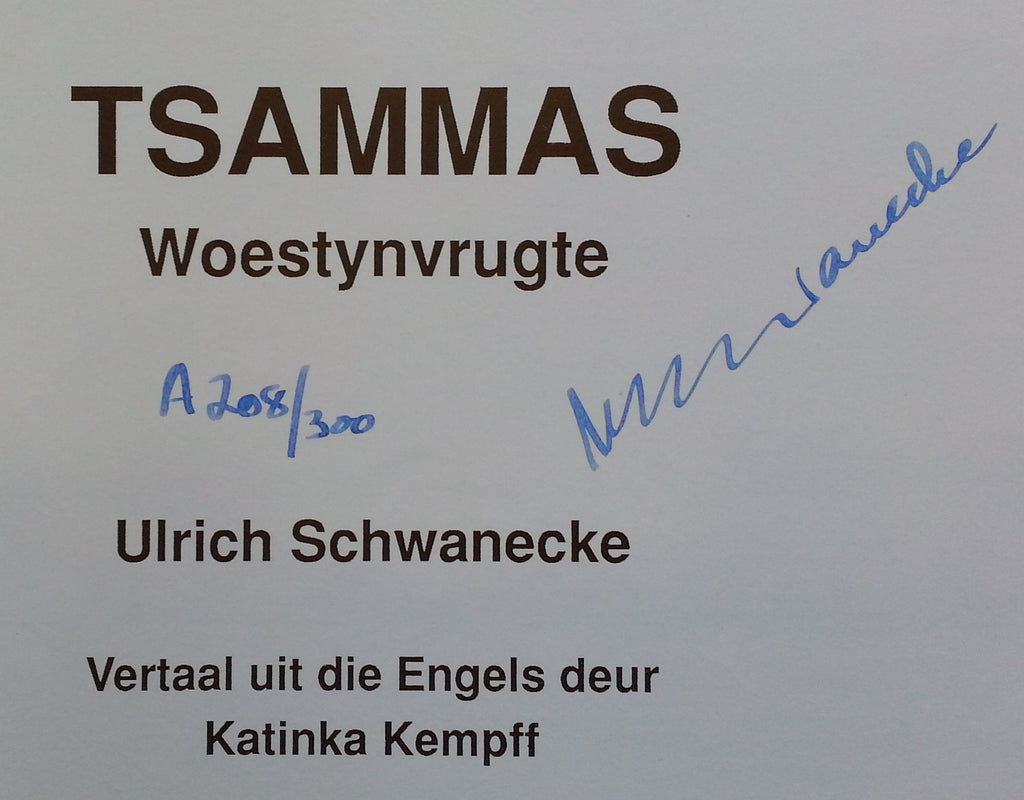 TSAMMAS
Woestynvrugte
A 208/300
Ulrich Schwanecke
Vertaal uit die Engels deur
Katinka Kempff